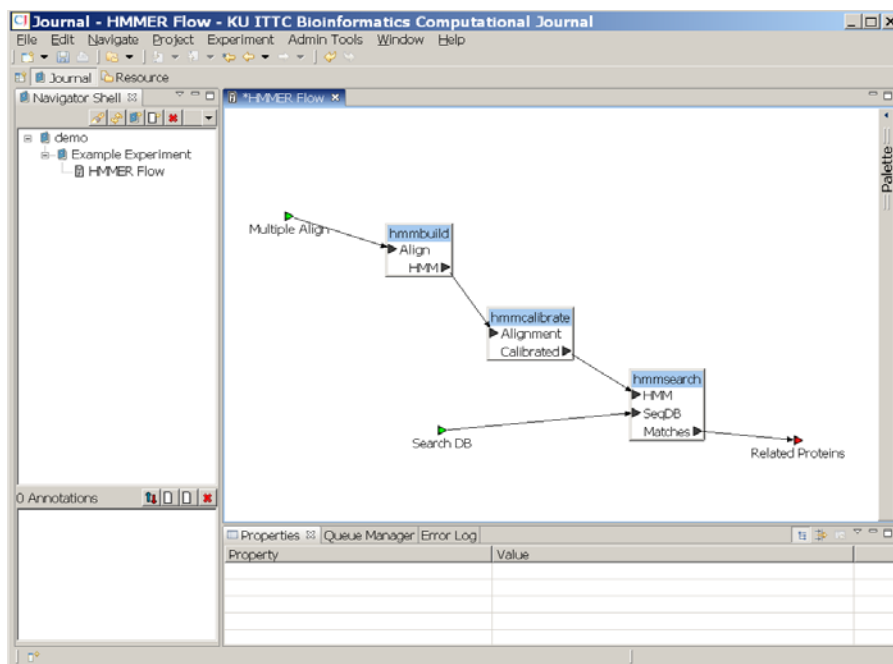 CJ Journal - HMMER Flow - KU ITTC Bioinformatics Computational Journal
File Edit Navigate Project Experiment Admin Tools Window Help
Journal Resource
Navigator Shell
*HMMER Flow
demo
Example Experiment
HMMER Flow
Palette
Multiple Align
hmmbuild
Align
HMM
hmmcalibrate
Alignment
Calibrated
hmmsearch
HMM
SeqDB
Matches
Search DB
Related Proteins
0 Annotations
Properties Queue Manager Error Log
Property Value